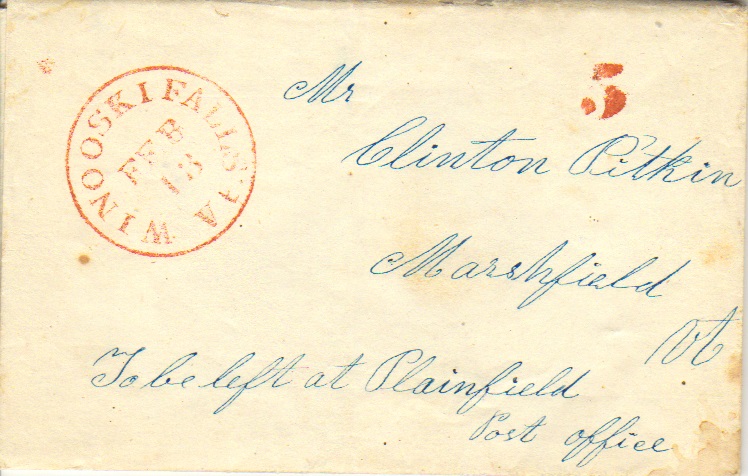 WINOOSKI FALLS VT.
FEB
13
5
Mr
Clinton Pitkin
Marshfield
Vt
To be left at Plainfield
Post office